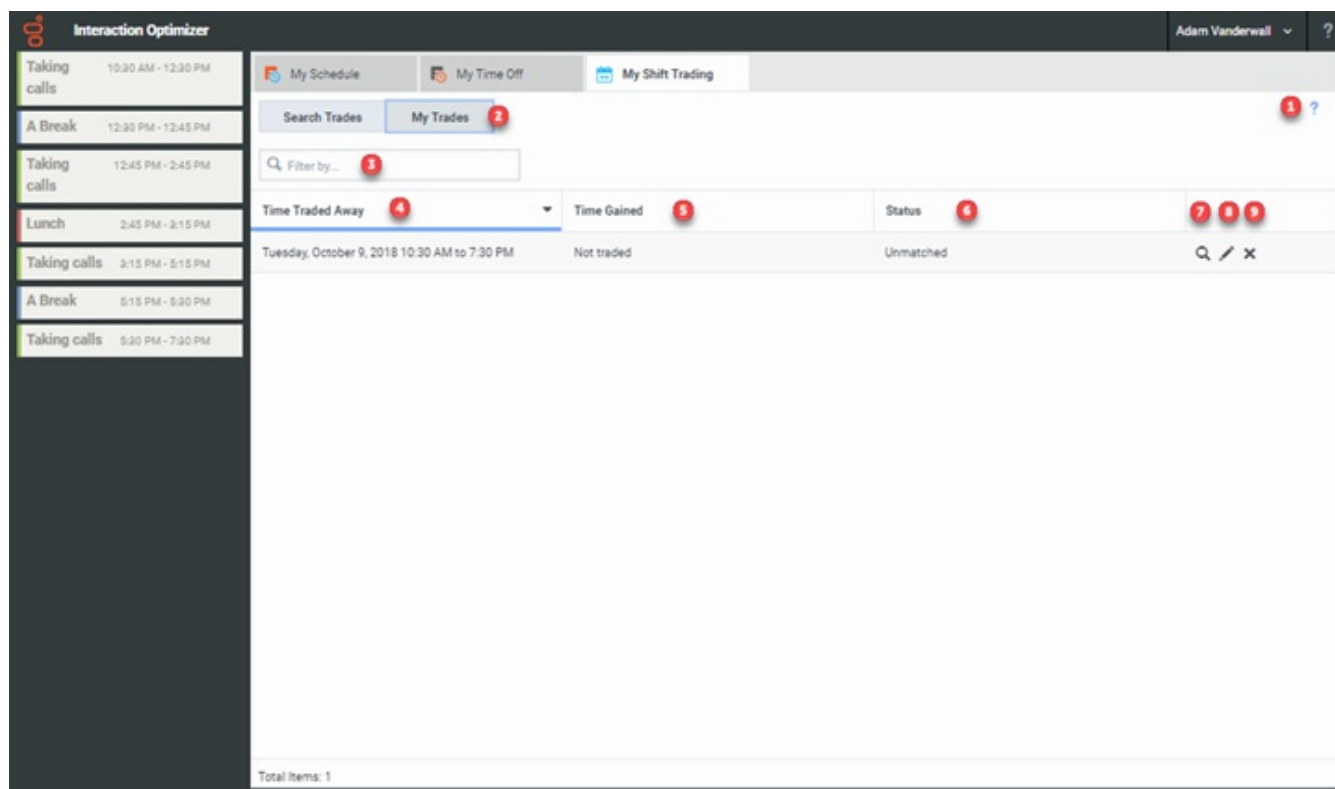 Interaction Optimizer
Adam Vanderwall
?
Taking calls
10:30 AM - 12:30 PM
A Break
12:30 PM - 12:45 PM
Taking calls
12:45 PM - 2:45 PM
Lunch
2:45 PM - 3:15 PM
Taking calls
3:15 PM - 5:15 PM
A Break
5:15 PM - 5:30 PM
Taking calls
5:30 PM - 7:30 PM
My Schedule
My Time Off
My Shift Trading
Search Trades
My Trades
2
1
?
Filter by...
3
Time Traded Away
4
Time Gained
5
Status
6
7
8
9
Tuesday, October 9, 2018 10:30 AM to 7:30 PM
Not traded
Unmatched
Total Items: 1